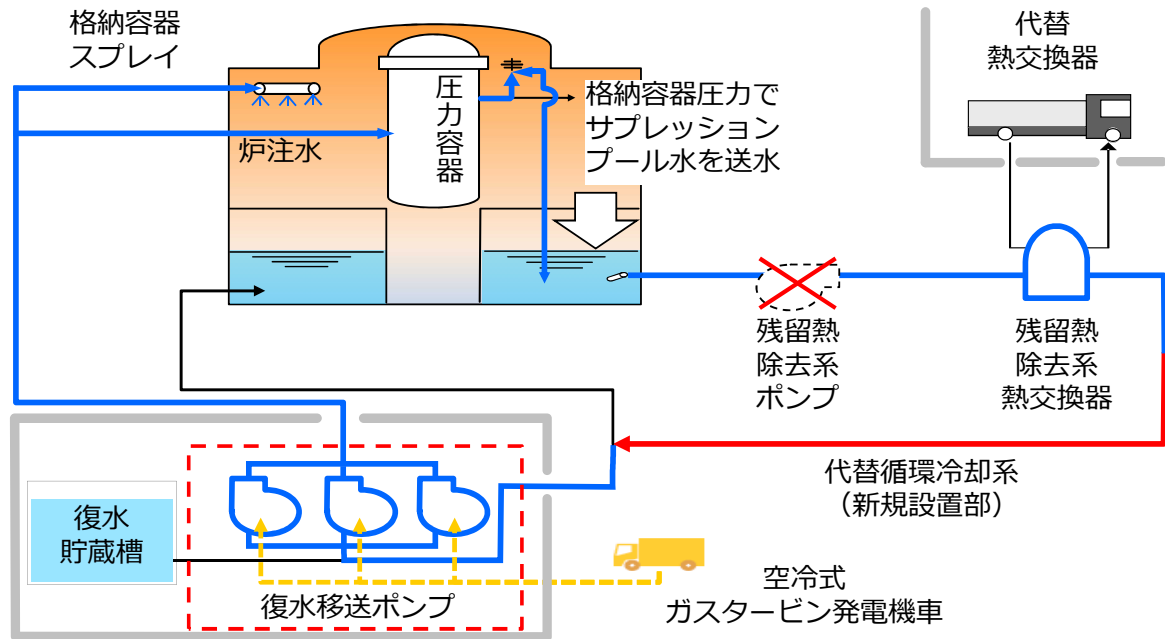 格納容器
スプレイ
代替
熱交換器
圧力容器
格納容器圧力で
サプレッション
プール水を送水
炉注水
残留熱
除去系
ポンプ
残留熱
除去系
熱交換器
代替循環冷却系
（新規設置部）
復水
貯蔵槽
復水移送ポンプ
空冷式
ガスタービン発電機車